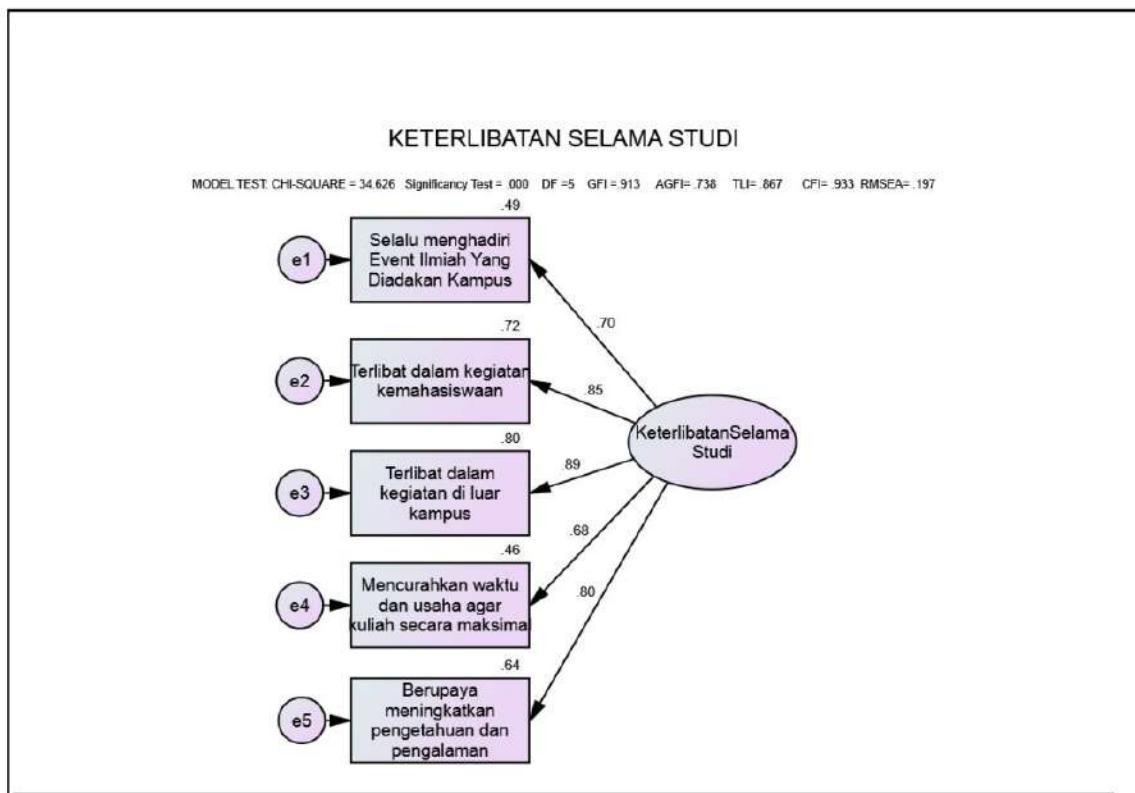 KETERLIBATAN SELAMA STUDI
MODEL TEST: CHI-SQUARE = 34.626 Significancy Test = .000 DF =5 GFI =.913 AGFI= .738 TLI= .867 CFI= .933 RMSEA= .197
.49
e1
Selalu menghadiri
Event Ilmiah Yang
Diadakan Kampus
.70
.72
e2
Terlibat dalam kegiatan
kemahasiswaan
.85
KeterlibatanSelama
Studi
.80
e3
Terlibat dalam
kegiatan di luar
kampus
.89
.46
e4
Mencurahkan waktu
dan usaha agar
kuliah secara maksimal
.68
.64
e5
Berupaya
meningkatkan
pengetahuan dan
pengalaman
.80